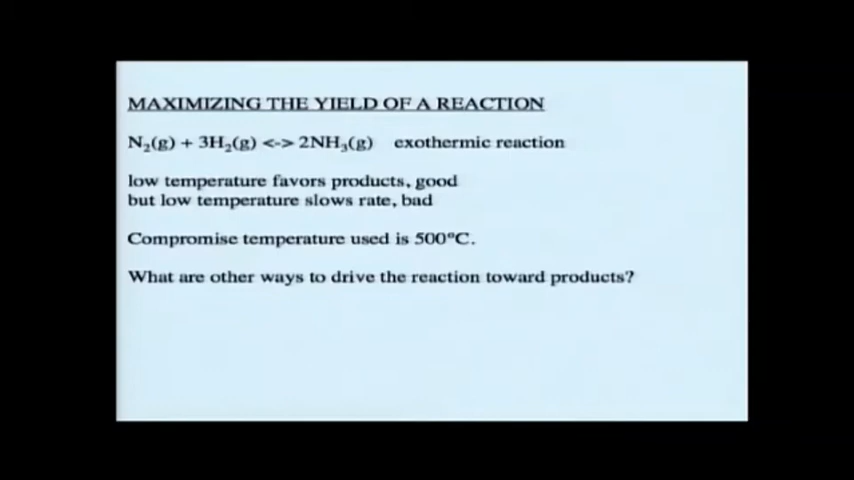 MAXIMIZING THE YIELD OF A REACTION
N₂(g) + 3H₂(g) <-> 2NH₃(g) exothermic reaction
low temperature favors products, good
but low temperature slows rate, bad
Compromise temperature used is 500°C.
What are other ways to drive the reaction toward products?